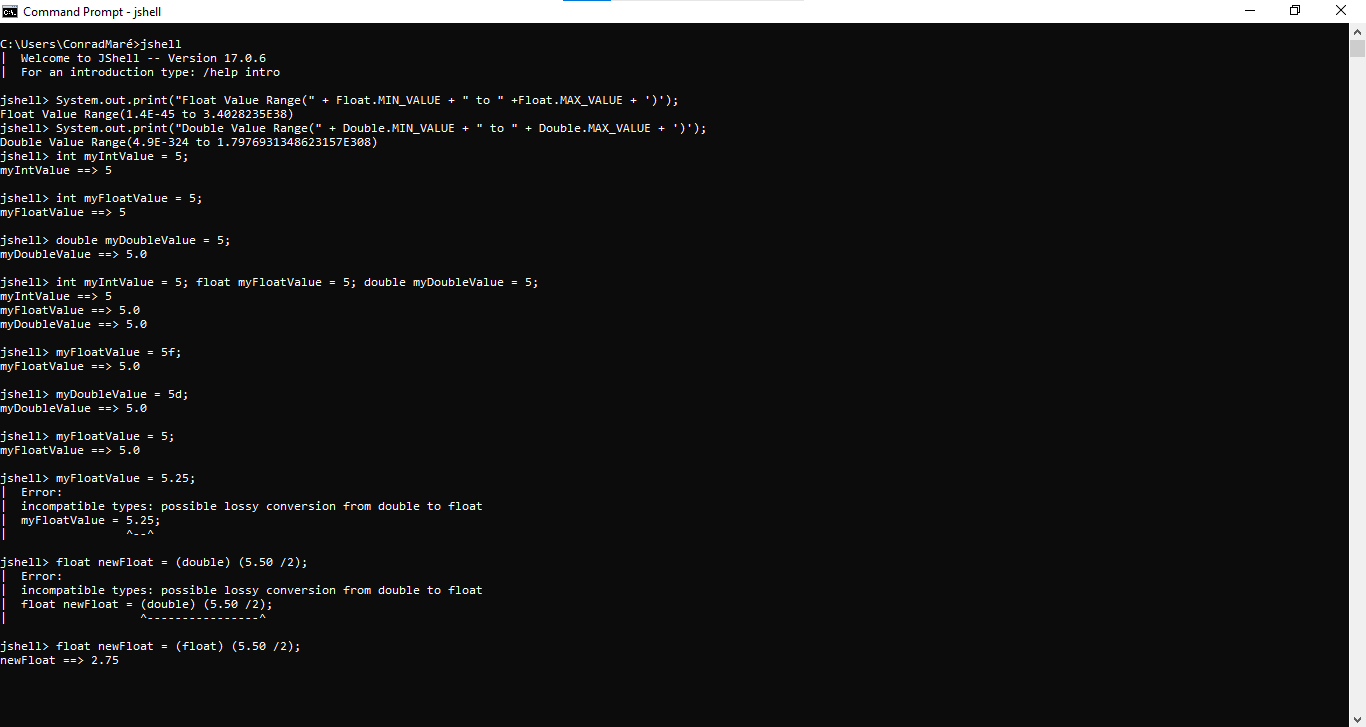 Command Prompt - jshell
C:\Users\ConradMaré>jshell
|  Welcome to JShell -- Version 17.0.6
|  For an introduction type: /help intro
jshell> System.out.print("Float Value Range(" + Float.MIN_VALUE + " to " +Float.MAX_VALUE + ')');
Float Value Range(1.4E-45 to 3.4028235E38)
jshell> System.out.print("Double Value Range(" + Double.MIN_VALUE + " to " + Double.MAX_VALUE + ')');
Double Value Range(4.9E-324 to 1.7976931348623157E308)
jshell> int myIntValue = 5;
myIntValue ==> 5
jshell> int myFloatValue = 5;
myFloatValue ==> 5
jshell> double myDoubleValue = 5;
myDoubleValue ==> 5.0
jshell> int myIntValue = 5; float myFloatValue = 5; double myDoubleValue = 5;
myIntValue ==> 5
myFloatValue ==> 5.0
myDoubleValue ==> 5.0
jshell> myFloatValue = 5f;
myFloatValue ==> 5.0
jshell> myDoubleValue = 5d;
myDoubleValue ==> 5.0
jshell> myFloatValue = 5;
myFloatValue ==> 5.0
jshell> myFloatValue = 5.25;
|  Error:
|  incompatible types: possible lossy conversion from double to float
|  myFloatValue = 5.25;
|                 ^--^
jshell> float newFloat = (double) (5.50 /2);
|  Error:
|  incompatible types: possible lossy conversion from double to float
|  float newFloat = (double) (5.50 /2);
|                   ^----------------^
jshell> float newFloat = (float) (5.50 /2);
newFloat ==> 2.75